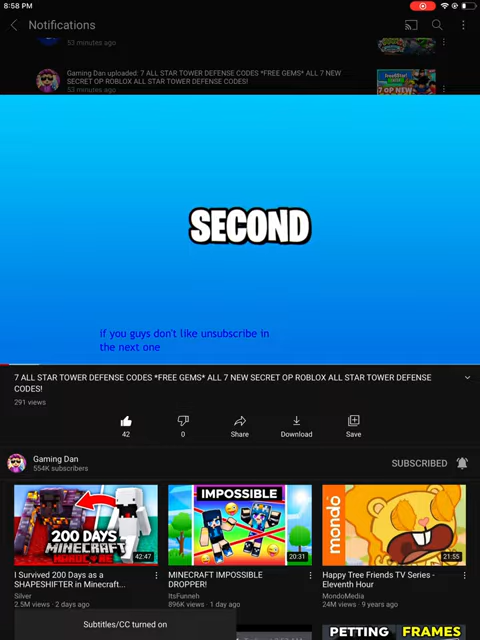 8:58 PM
Notifications
53 minutes ago
Gaming Dan uploaded: 7 ALL STAR TOWER DEFENSE CODES *FREE GEMS* ALL 7 NEW
SECRET OP ROBLOX ALL STAR TOWER DEFENSE CODES!
53 minutes ago
7 OP NEW
SECOND
if you guys don't like unsubscribe in
the next one
7 ALL STAR TOWER DEFENSE CODES *FREE GEMS* ALL 7 NEW SECRET OP ROBLOX ALL STAR TOWER DEFENSE
CODES!
291 views
42
0
Share
Download
Save
Gaming Dan
554K subscribers
SUBSCRIBED
200 DAYS
MINECRAFT
HARDCORE
42:47
IMPOSSIBLE
20:31
mondo
21:55
I Survived 200 Days as a
SHAPESHIFTER in Minecraft...
Silver
2.5M views · 2 days ago
MINECRAFT IMPOSSIBLE
DROPPER!
ItsFunneh
896K views · 1 day ago
Happy Tree Friends TV Series -
Eleventh Hour
MondoMedia
24M views · 9 years ago
Subtitles/CC turned on
PETTING FRAMES